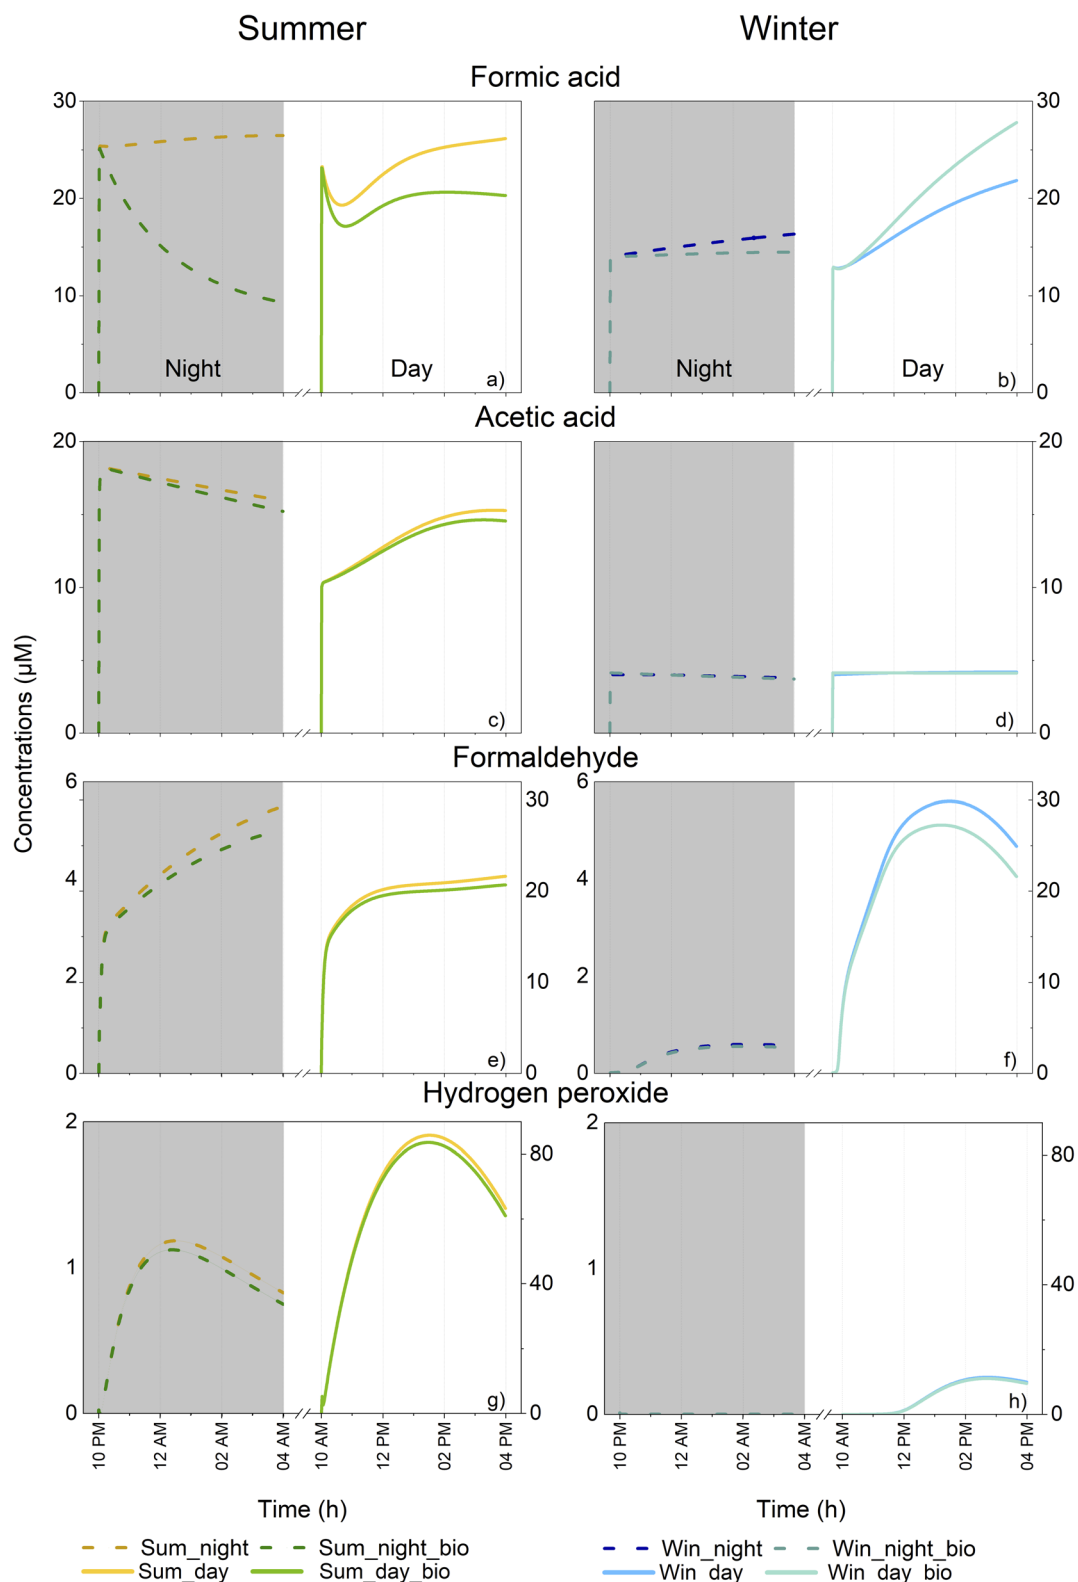 Summer Winter
Formic acid
30 30
20 20
10 10
Night Day a) Night Day b)
0 0
Acetic acid
20 20
10 10
c) d)
0 0
Concentrations (µM)
Formaldehyde
6 30 6 30
4 20 4 20
2 10 2 10
e) f)
0 0 0 0
Hydrogen peroxide
2 80 2 80
1 40 1 40
g) h)
0 0 0 0
10 PM 12 AM 02 AM 04 AM 10 AM 12 PM 02 PM 04 PM 10 PM 12 AM 02 AM 04 AM 10 AM 12 PM 02 PM 04 PM
Time (h) Time (h)
Sum_night Sum_night_bio Win_night Win_night_bio
Sum_day Sum_day_bio Win_day Win_day_bio